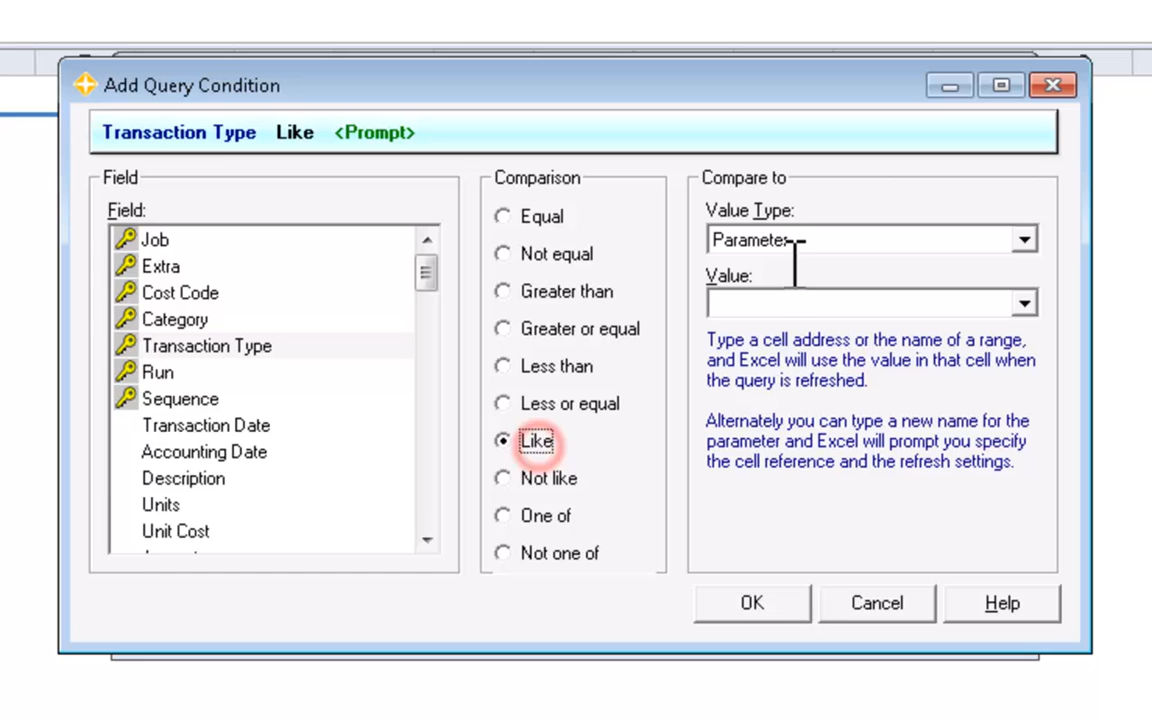 Add Query Condition
Transaction Type Like <Prompt>
Field
Field:
Job
Extra
Cost Code
Category
Transaction Type
Run
Sequence
Transaction Date
Accounting Date
Description
Units
Unit Cost
Comparison
Equal
Not equal
Greater than
Greater or equal
Less than
Less or equal
Like
Not like
One of
Not one of
Compare to
Value Type:
Parameter
Value:
Type a cell address or the name of a range,
and Excel will use the value in that cell when
the query is refreshed.
Alternately you can type a new name for the
parameter and Excel will prompt you specify
the cell reference and the refresh settings.
OK
Cancel
Help